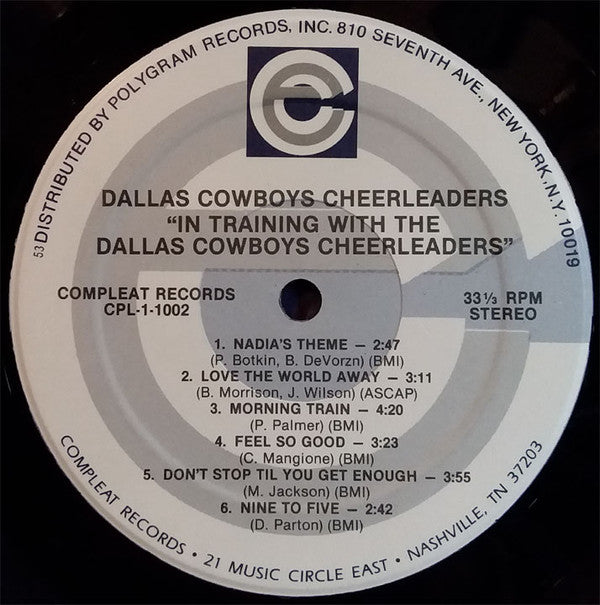 53 DISTRIBUTED BY POLYGRAM RECORDS, INC. 810 SEVENTH AVE., NEW YORK, N.Y. 10019
DALLAS COWBOYS CHEERLEADERS
“IN TRAINING WITH THE
DALLAS COWBOYS CHEERLEADERS”
COMPLEAT RECORDS
CPL-1-1002
33 1/3 RPM
STEREO
1. NADIA'S THEME — 2:47
(P. Botkin, B. DeVorzn) (BMI)
2. LOVE THE WORLD AWAY — 3:11
(B. Morrison, J. Wilson) (ASCAP)
3. MORNING TRAIN — 4:20
(P. Palmer) (BMI)
4. FEEL SO GOOD — 3:23
(C. Mangione) (BMI)
5. DON'T STOP TIL YOU GET ENOUGH — 3:55
(M. Jackson) (BMI)
6. NINE TO FIVE — 2:42
(D. Parton) (BMI)
COMPLEAT RECORDS • 21 MUSIC CIRCLE EAST • NASHVILLE, TN 37203